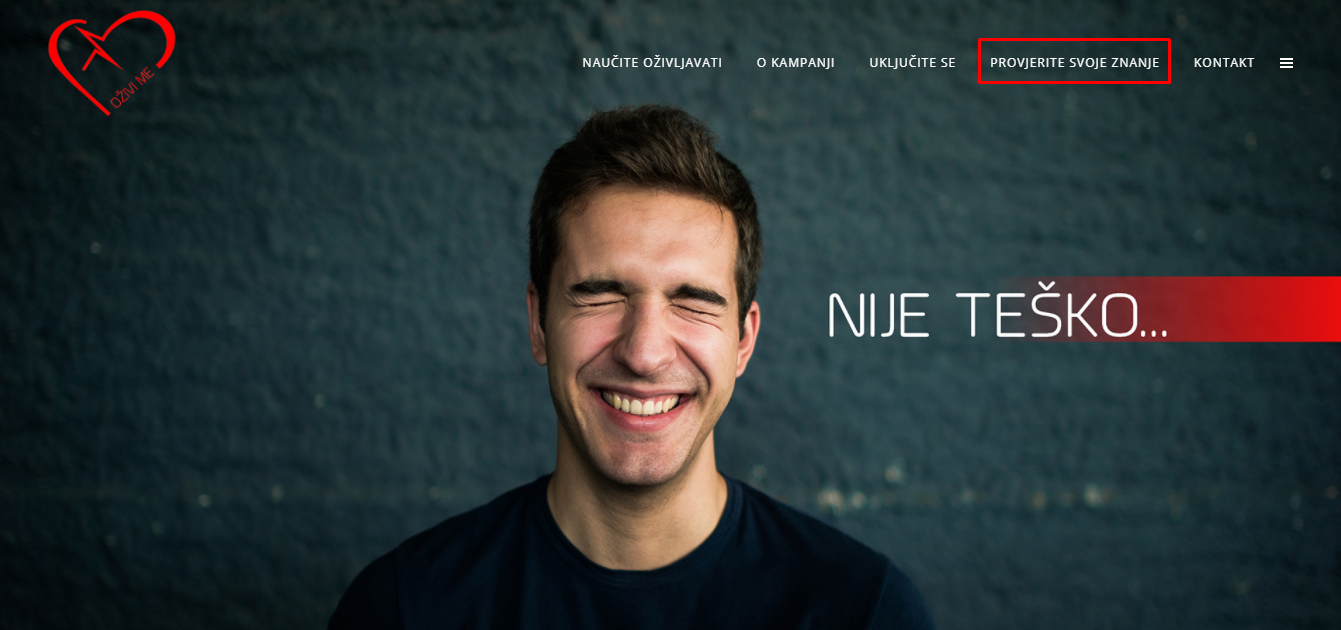 OŽIVI ME
NAUČITE OŽIVLJAVATI
O KAMPANJI
UKLJUČITE SE
PROVJERITE SVOJE ZNANJE
KONTAKT
NIJE TEŠKO...